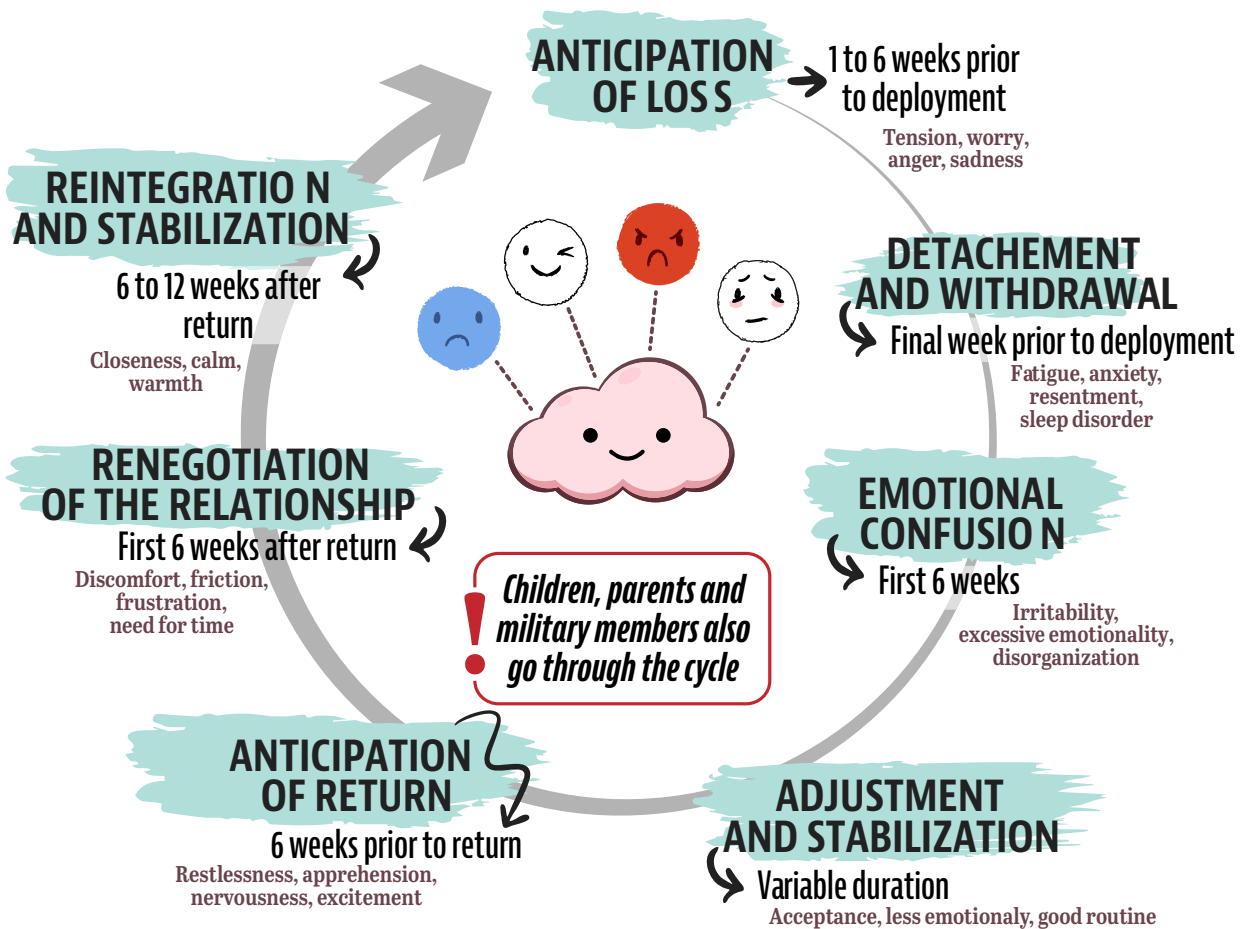 ANTICIPATION
OF LOSS
1 to 6 weeks prior
to deployment
Tension, worry,
anger, sadness
DETACHEMENT
AND WITHDRAWAL
Final week prior to deployment
Fatigue, anxiety,
resentment,
sleep disorder
EMOTIONAL
CONFUSION
First 6 weeks
Irritability,
excessive emotionality,
disorganization
ADJUSTMENT
AND STABILIZATION
Variable duration
Acceptance, less emotionaly, good routine
ANTICIPATION
OF RETURN
6 weeks prior to return
Restlessness, apprehension,
nervousness, excitement
RENEGOTIATION
OF THE RELATIONSHIP
First 6 weeks after return
Discomfort, friction,
frustration,
need for time
REINTEGRATION
AND STABILIZATION
6 to 12 weeks after
return
Closeness, calm,
warmth
!
Children, parents and
military members also
go through the cycle